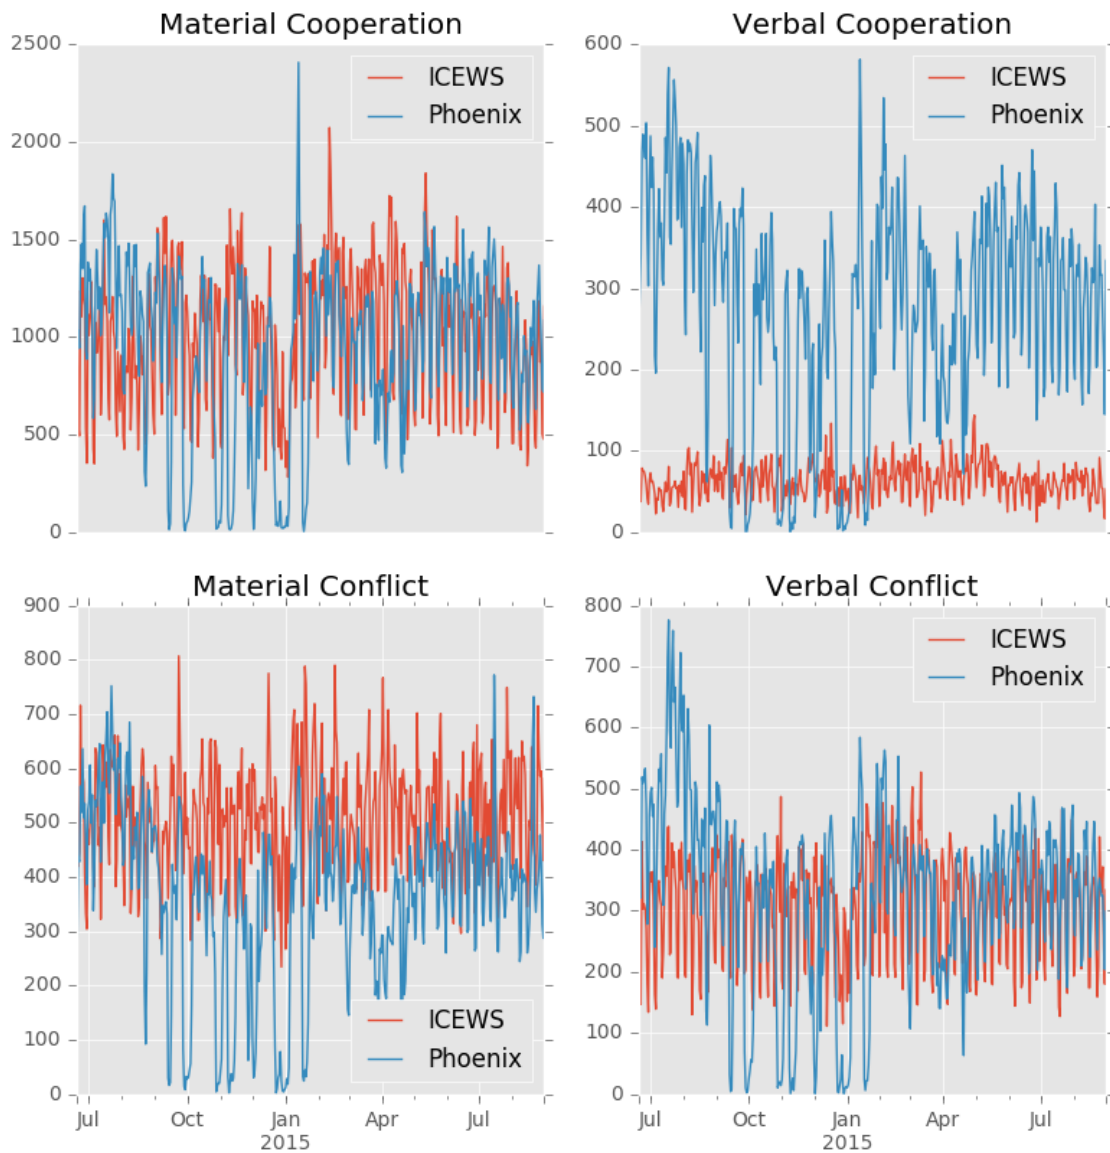 Material Cooperation
2500
2000
1500
1000
500
0
ICEWS
Phoenix
Verbal Cooperation
600
500
400
300
200
100
0
ICEWS
Phoenix
Material Conflict
900
800
700
600
500
400
300
200
100
0
ICEWS
Phoenix
Jul
Oct
Jan
2015
Apr
Jul
Verbal Conflict
800
700
600
500
400
300
200
100
0
ICEWS
Phoenix
Jul
Oct
Jan
2015
Apr
Jul